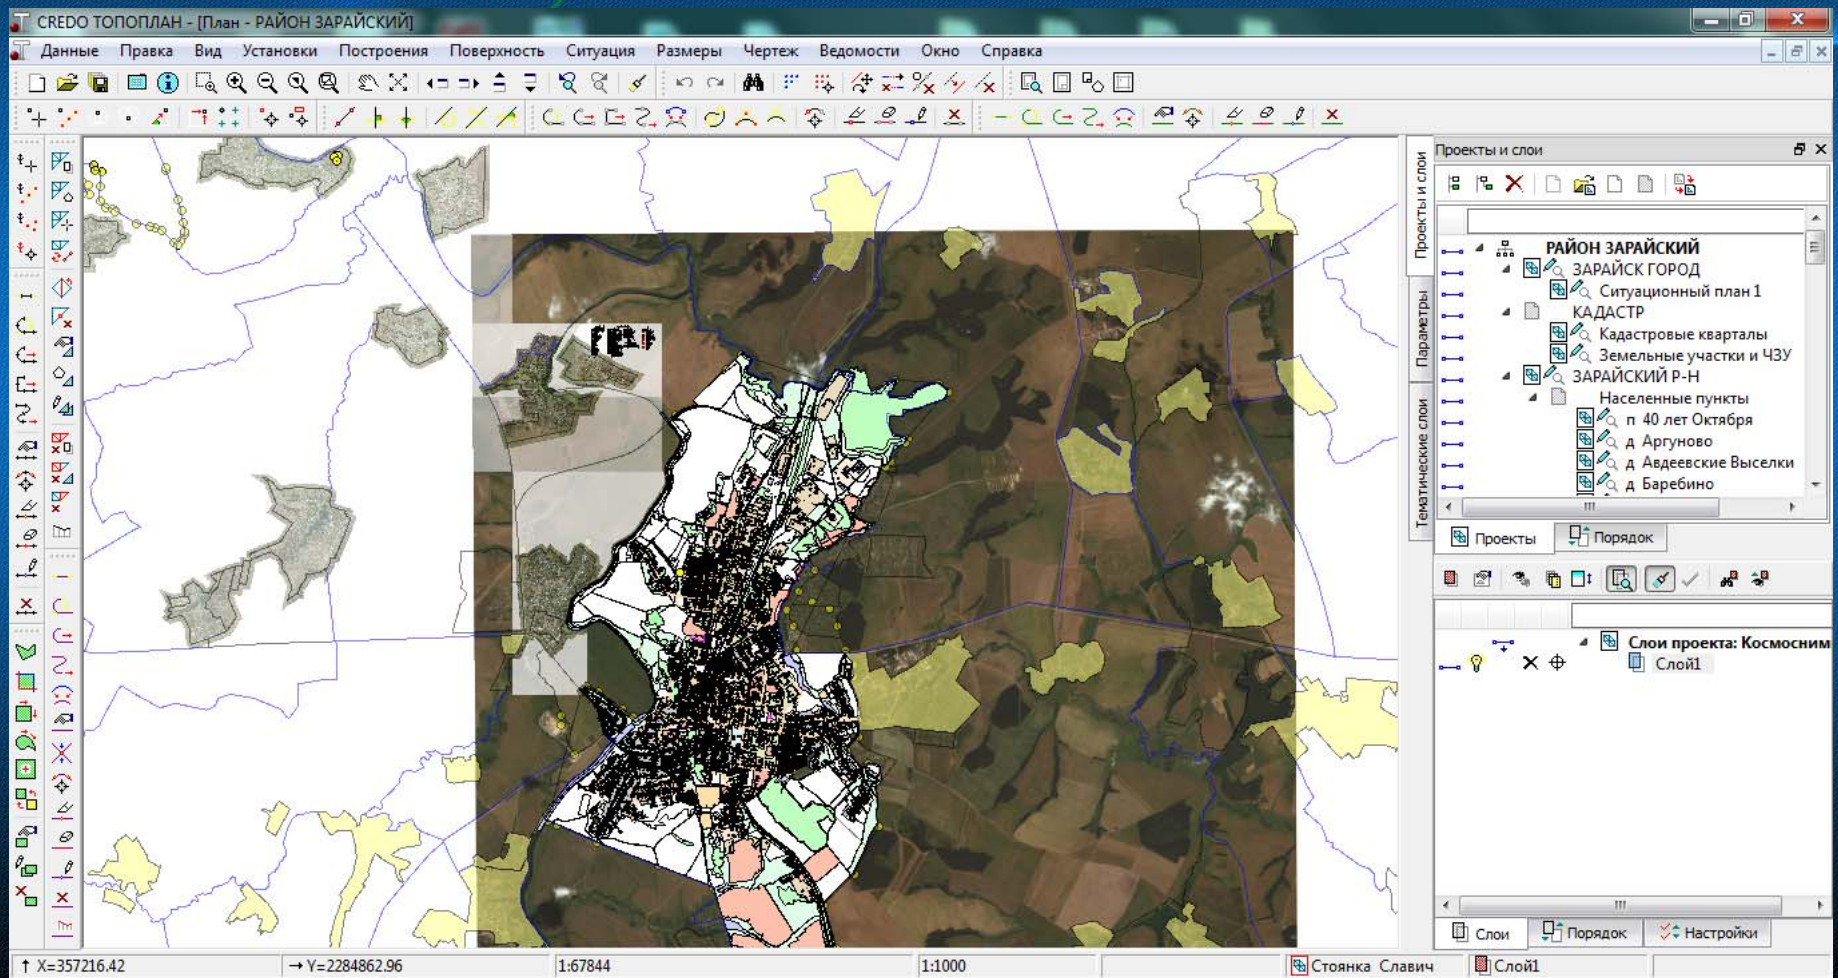 CREDO ТОПОПЛАН - [План - РАЙОН ЗАРАЙСКИЙ]
Данные Правка Вид Установки Построения Поверхность Ситуация Размеры Чертеж Ведомости Окно Справка
Проекты и слои
Параметры
Тематические слои
Проекты и слои
РАЙОН ЗАРАЙСКИЙ
ЗАРАЙСК ГОРОД
Ситуационный план 1
КАДАСТР
Кадастровые кварталы
Земельные участки и ЧЗУ
ЗАРАЙСКИЙ Р-Н
Населенные пункты
п 40 лет Октября
д Аргуново
д Авдеевские Выселки
д Баребино
Проекты Порядок
Слои проекта: Космосним
Слой1
Слои Порядок Настройки
X=357216.42 Y=2284862.96 1:67844 1:1000 Стоянка Славич Слой1